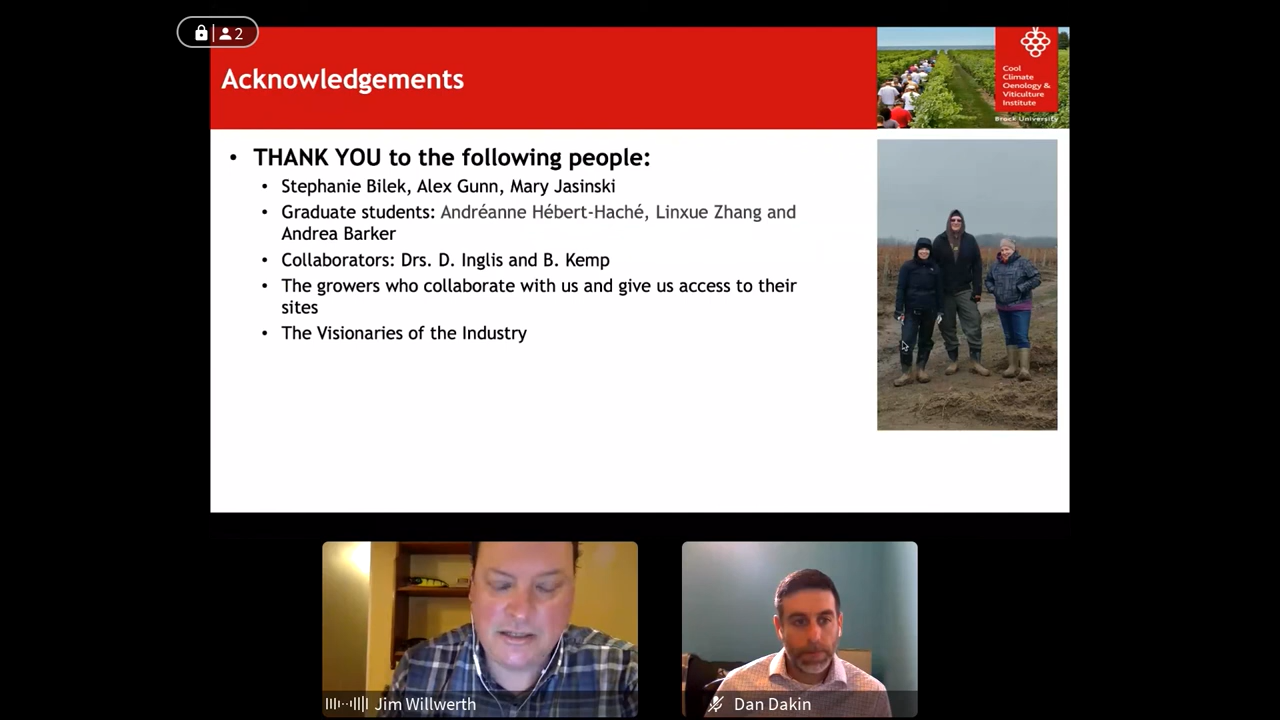 2
Acknowledgements
Cool
Climate
Oenology &
Viticulture
Institute
Brock University
• THANK YOU to the following people:
• Stephanie Bilek, Alex Gunn, Mary Jasinski
• Graduate students: Andréanne Hébert-Haché, Linxue Zhang and
Andrea Barker
• Collaborators: Drs. D. Inglis and B. Kemp
• The growers who collaborate with us and give us access to their
sites
• The Visionaries of the Industry
Jim Willwerth
Dan Dakin